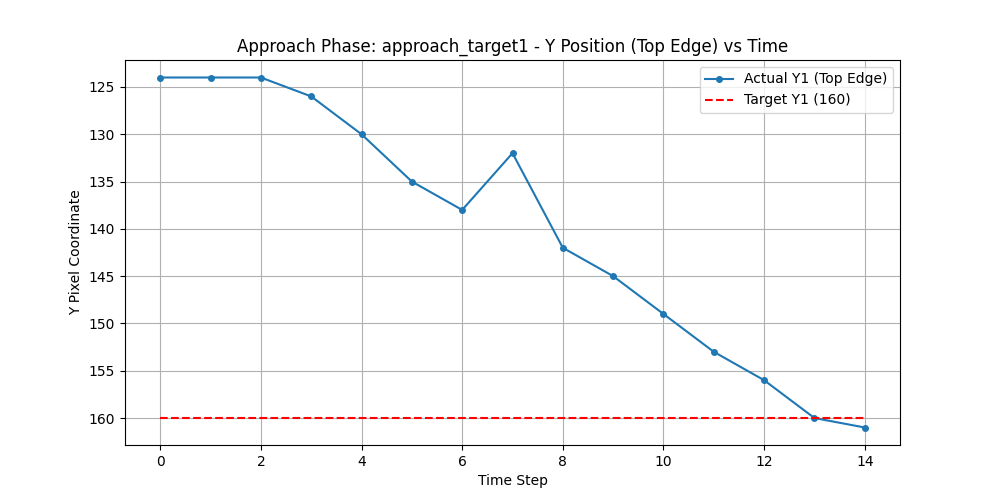 Approach Phase: approach_target1 - Y Position (Top Edge) vs Time
Actual Y1 (Top Edge)
Target Y1 (160)
Y Pixel Coordinate
125
130
135
140
145
150
155
160
0 2 4 6 8 10 12 14
Time Step